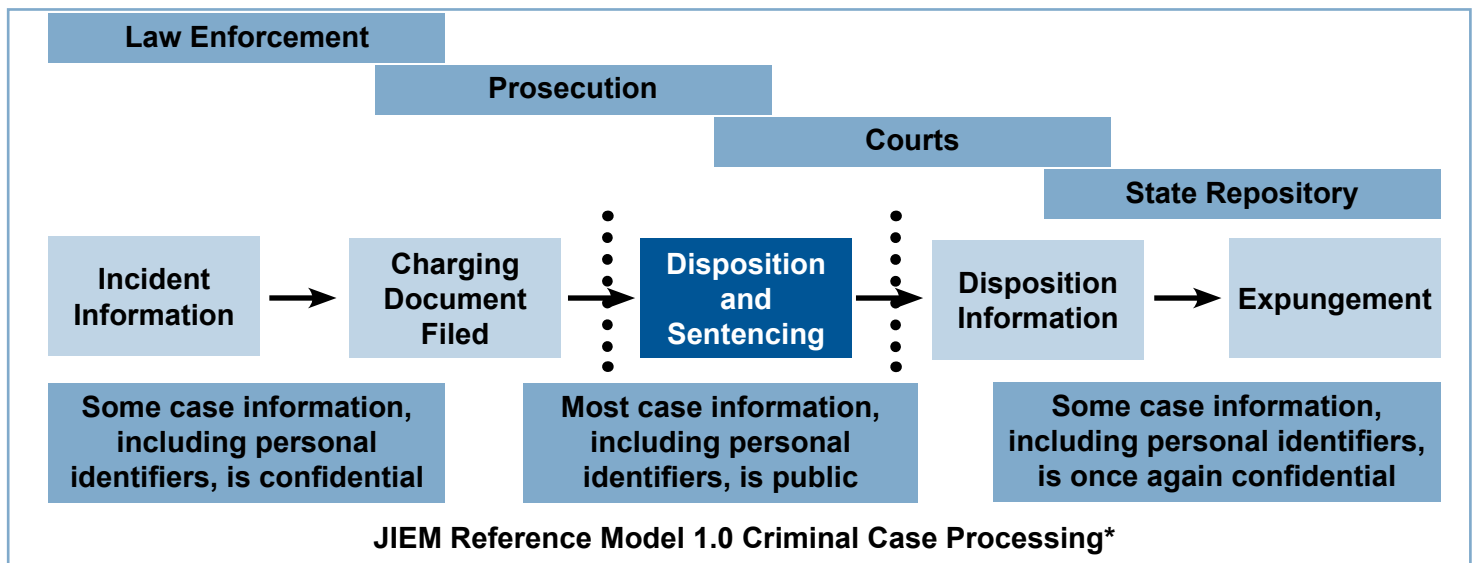 Law Enforcement
Prosecution
Courts
State Repository
Incident
Information
Charging
Document
Filed
Disposition
and
Sentencing
Disposition
Information
Expungement
Some case information,
including personal
identifiers, is confidential
Most case information,
including personal
identifiers, is public
Some case information,
including personal identifiers,
is once again confidential
JIEM Reference Model 1.0 Criminal Case Processing*